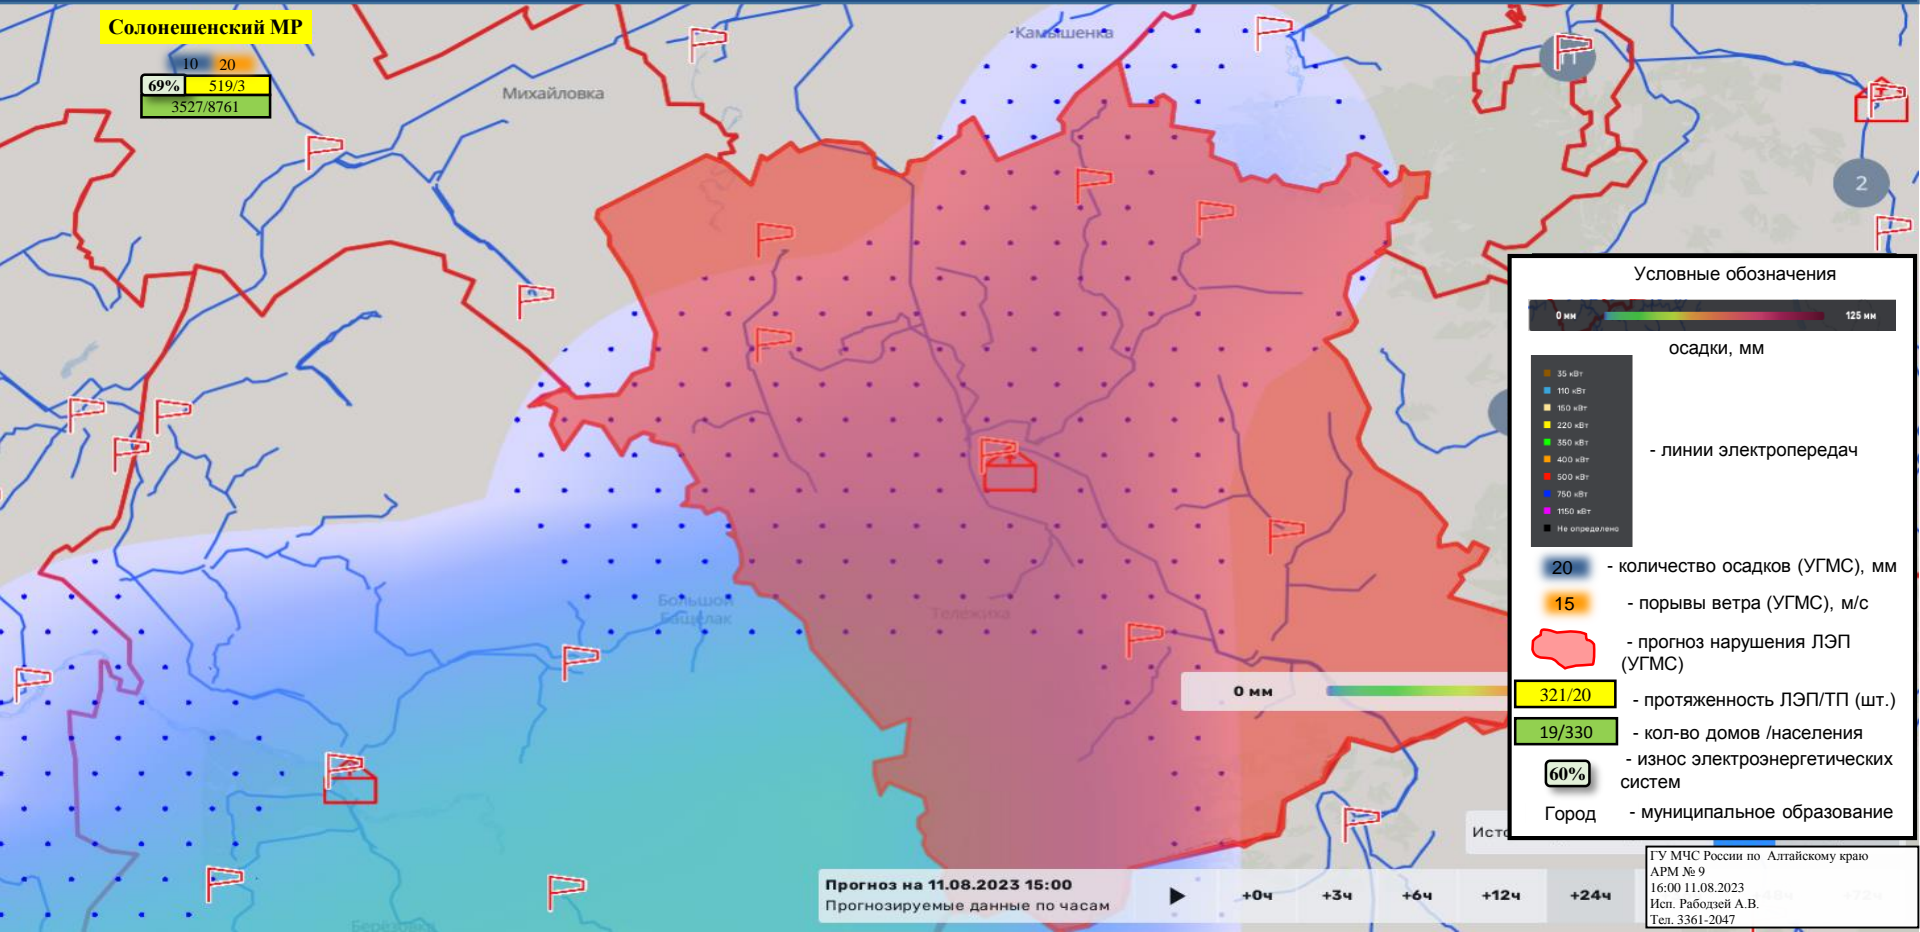 Солонешенский МР
10 20
69% 519/3
3527/8761
Камышенка
Михайловка
П
2
Большой
Бащелак
Тележиха
Условные обозначения
0 мм 125 мм
осадки, мм
35 кВт
110 кВт
150 кВт
220 кВт
350 кВт
400 кВт
500 кВт
750 кВт
1150 кВт
Не определено
- линии электропередач
20 - количество осадков (УГМС), мм
15 - порывы ветра (УГМС), м/с
- прогноз нарушения ЛЭП
(УГМС)
321/20 - протяженность ЛЭП/ТП (шт.)
19/330 - кол-во домов /населения
60% - износ электроэнергетических
систем
Город - муниципальное образование
0 мм
Исто
Прогноз на 11.08.2023 15:00
Прогнозируемые данные по часам
+0ч +3ч +6ч +12ч +24ч
ГУ МЧС России по Алтайскому краю
АРМ № 9
16:00 11.08.2023
Исп. Рабодзей А.В.
Тел. 3361-2047